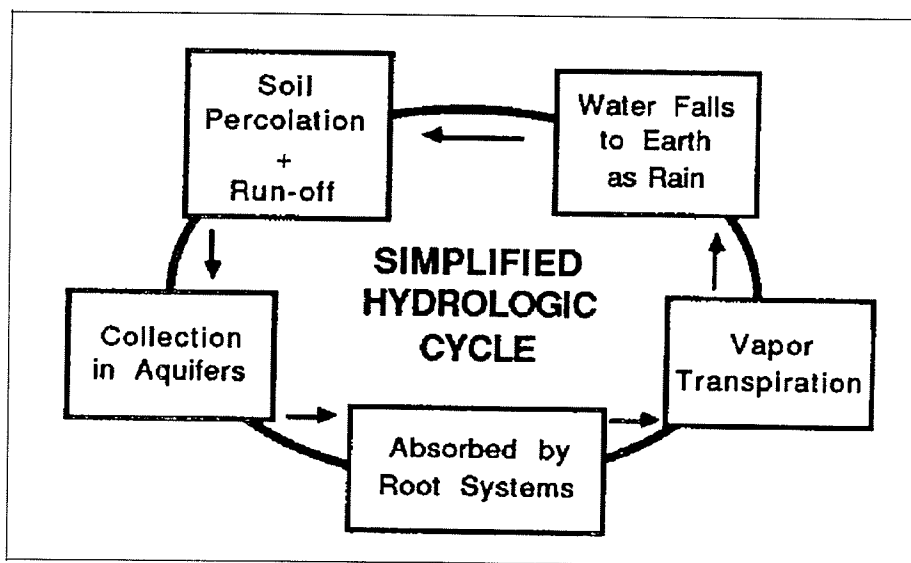 Soil
Percolation
+
Run-off
Water Falls
to Earth
as Rain
SIMPLIFIED
HYDROLOGIC
CYCLE
Collection
in Aquifers
Vapor
Transpiration
Absorbed by
Root Systems